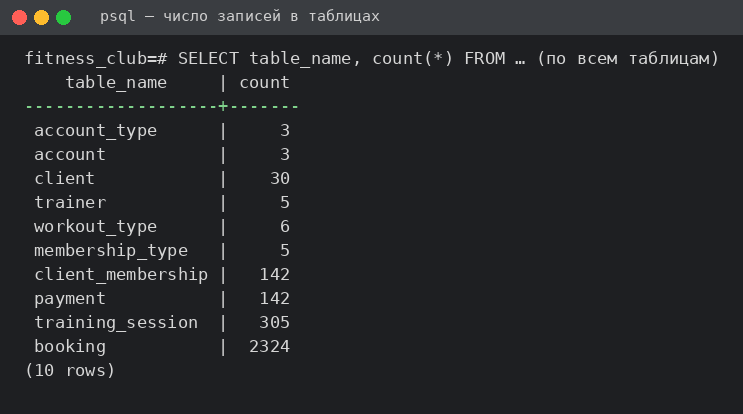 psql — число записей в таблицах
fitness_club=# SELECT table_name, count(*) FROM … (по всем таблицам)
    table_name     | count
-------------------+-------
 account_type      |     3
 account           |     3
 client            |    30
 trainer           |     5
 workout_type      |     6
 membership_type   |     5
 client_membership |   142
 payment           |   142
 training_session  |   305
 booking           |  2324
(10 rows)